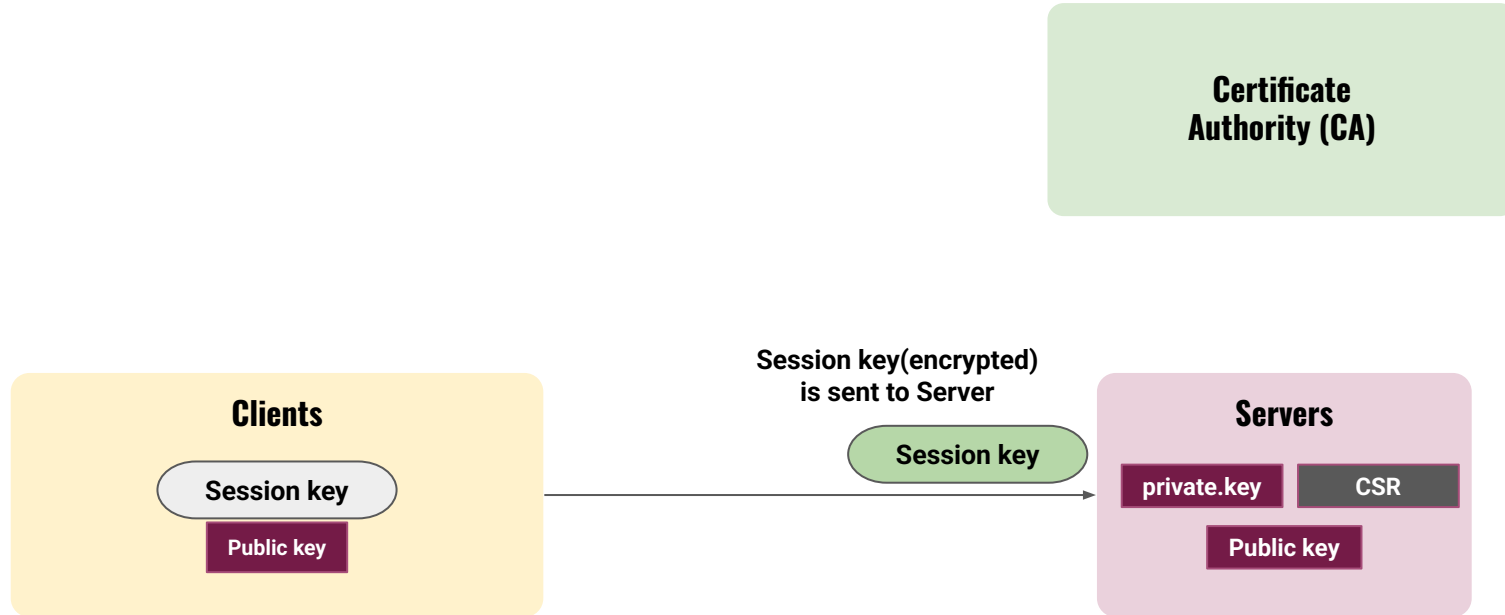 Certificate
Authority (CA)
Session key(encrypted)
is sent to Server
Clients
Servers
Session key
Session key
private.key
CSR
Public key
Public key